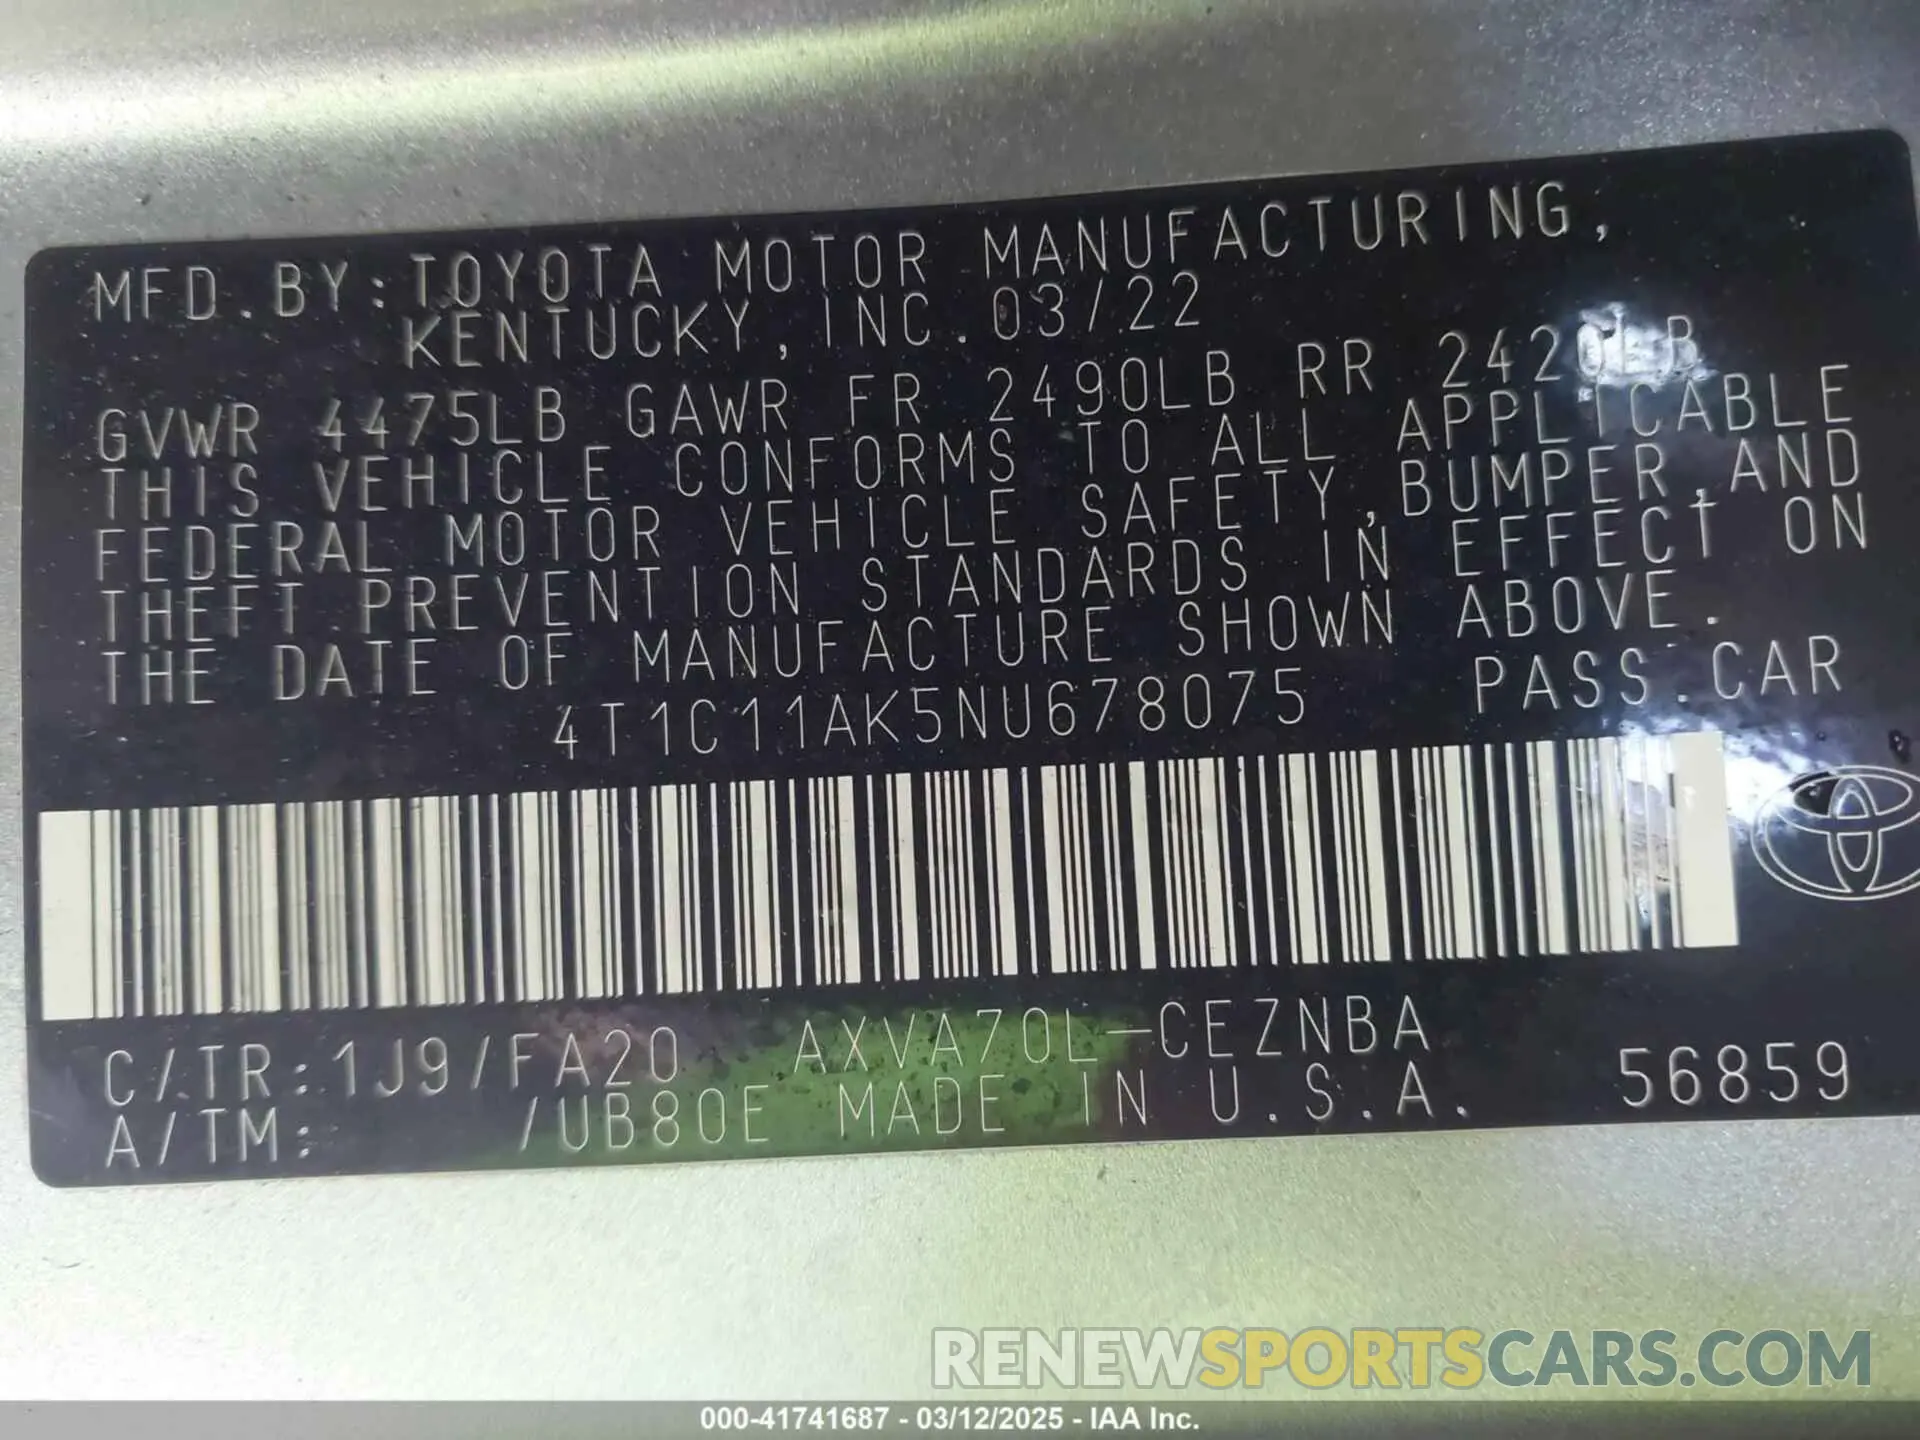 MFD.BY:TOYOTA MOTOR MANUFACTURING,
KENTUCKY, INC. 03/22
GVWR 4475LB GAWR FR 2490LB RR 2420LB
THIS VEHICLE CONFORMS TO ALL APPLICABLE
FEDERAL MOTOR VEHICLE SAFETY,BUMPER,AND
THEFT PREVENTION STANDARDS IN EFFECT ON
THE DATE OF MANUFACTURE SHOWN ABOVE.
4T1C11AK5NU678075 PASS.CAR
C/TR:1J9/FA20 AXVA70L-CEZNBA
A/TM: /UB80E MADE IN U.S.A. 56859
RENEWSPORTSCARS.COM
000-41741687 - 03/12/2025 - IAA Inc.